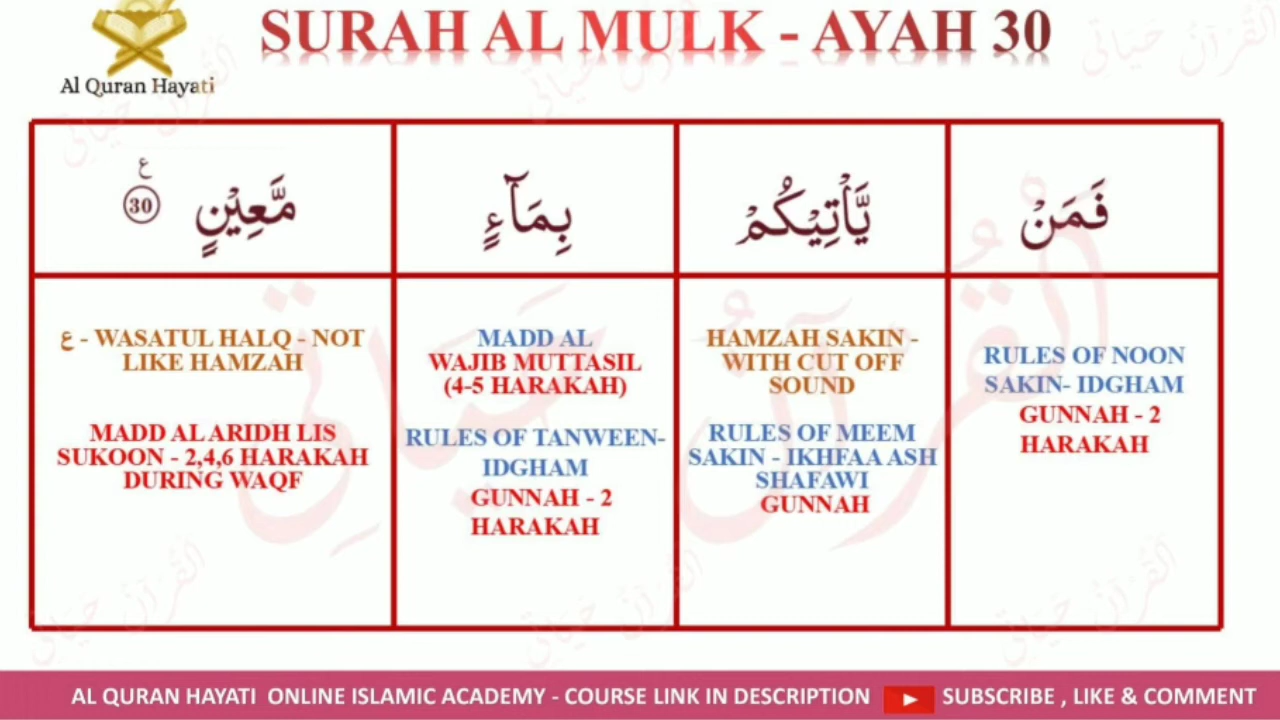 SURAH AL MULK - AYAH 30
Al Quran Hayati
فَمَنْ
يَّأْتِيْكُمْ
بِمَآءٍ
مَّعِيْنٍ
ع
30
RULES OF NOON
SAKIN- IDGHAM
GUNNAH - 2
HARAKAH
HAMZAH SAKIN -
WITH CUT OFF
SOUND
RULES OF MEEM
SAKIN - IKHFAA ASH
SHAFAWI
GUNNAH
MADD AL
WAJIB MUTTASIL
(4-5 HARAKAH)
RULES OF TANWEEN-
IDGHAM
GUNNAH - 2
HARAKAH
ع - WASATUL HALQ - NOT
LIKE HAMZAH
MADD AL ARIDH LIS
SUKOON - 2,4,6 HARAKAH
DURING WAQF
القُرآنُ حَيَاتِي
AL QURAN HAYATI ONLINE ISLAMIC ACADEMY - COURSE LINK IN DESCRIPTION
SUBSCRIBE , LIKE & COMMENT